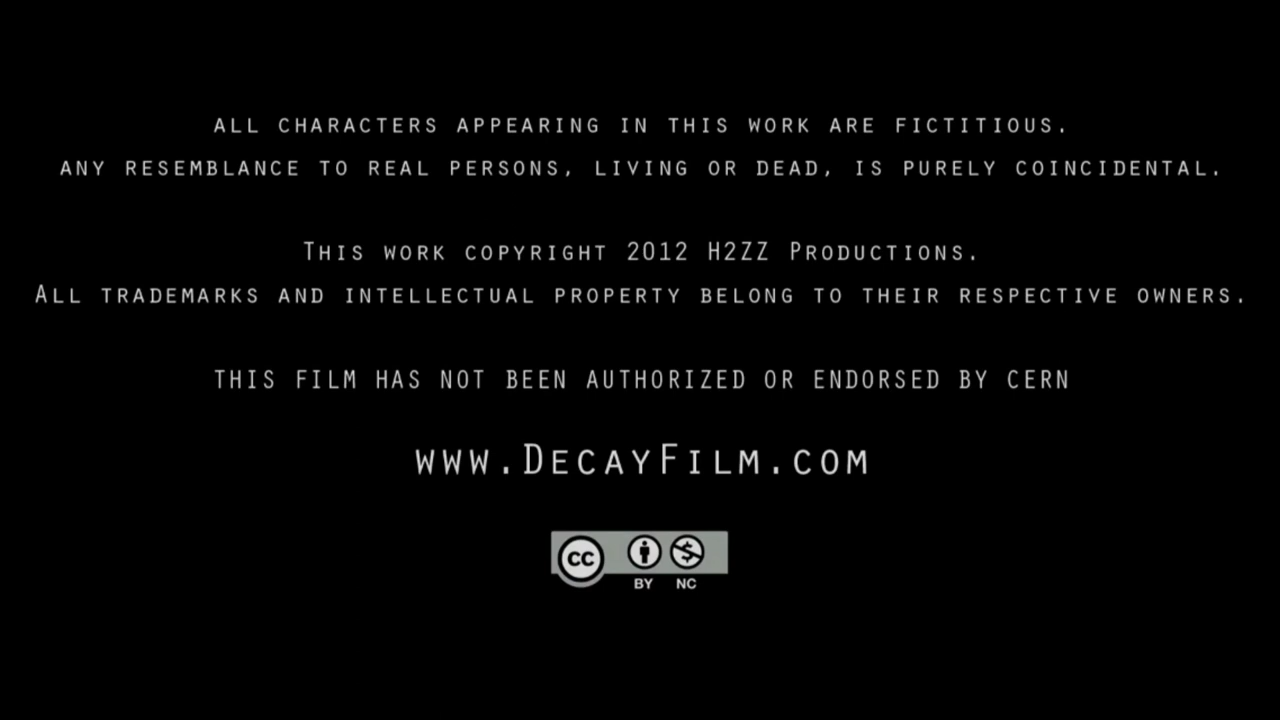 ALL CHARACTERS APPEARING IN THIS WORK ARE FICTITIOUS.
ANY RESEMBLANCE TO REAL PERSONS, LIVING OR DEAD, IS PURELY COINCIDENTAL.
THIS WORK COPYRIGHT 2012 H2ZZ PRODUCTIONS.
ALL TRADEMARKS AND INTELLECTUAL PROPERTY BELONG TO THEIR RESPECTIVE OWNERS.
THIS FILM HAS NOT BEEN AUTHORIZED OR ENDORSED BY CERN
WWW.DECAYFILM.COM
CC
BY NC